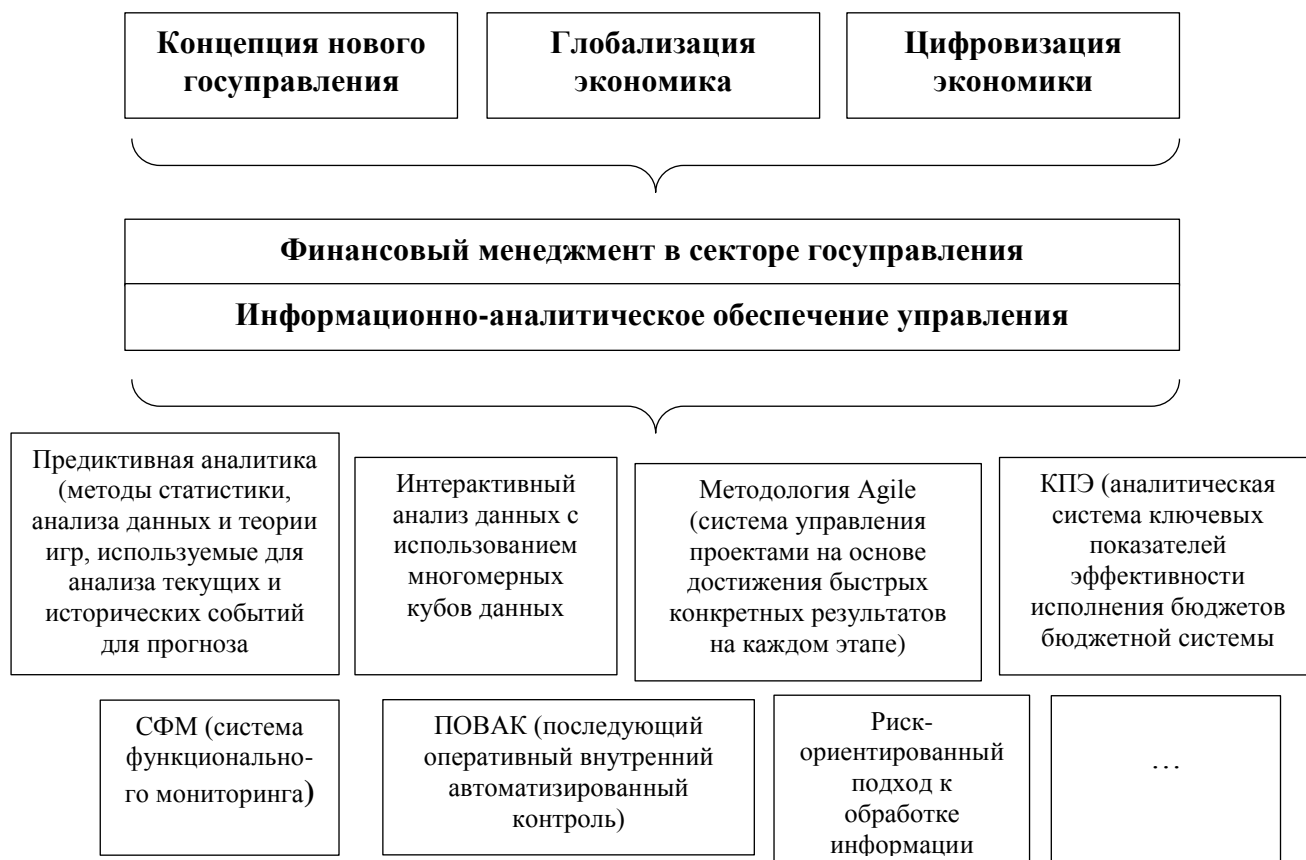 Концепция нового
госуправления
Глобализация
экономика
Цифровизация
экономики
Финансовый менеджмент в секторе госуправления
Информационно-аналитическое обеспечение управления
Предиктивная аналитика
(методы статистики,
анализа данных и теории
игр, используемые для
анализа текущих и
исторических событий
для прогноза
Интерактивный
анализ данных с
использованием
многомерных
кубов данных
Методология Agile
(система управления
проектами на основе
достижения быстрых
конкретных результатов
на каждом этапе)
КПЭ (аналитическая
система ключевых
показателей
эффективности
исполнения бюджетов
бюджетной системы
СФМ (система
функционально-
го мониторинга)
ПОВАК (последующий
оперативный внутренний
автоматизированный
контроль)
Риск-
ориентированный
подход к
обработке
информации
…